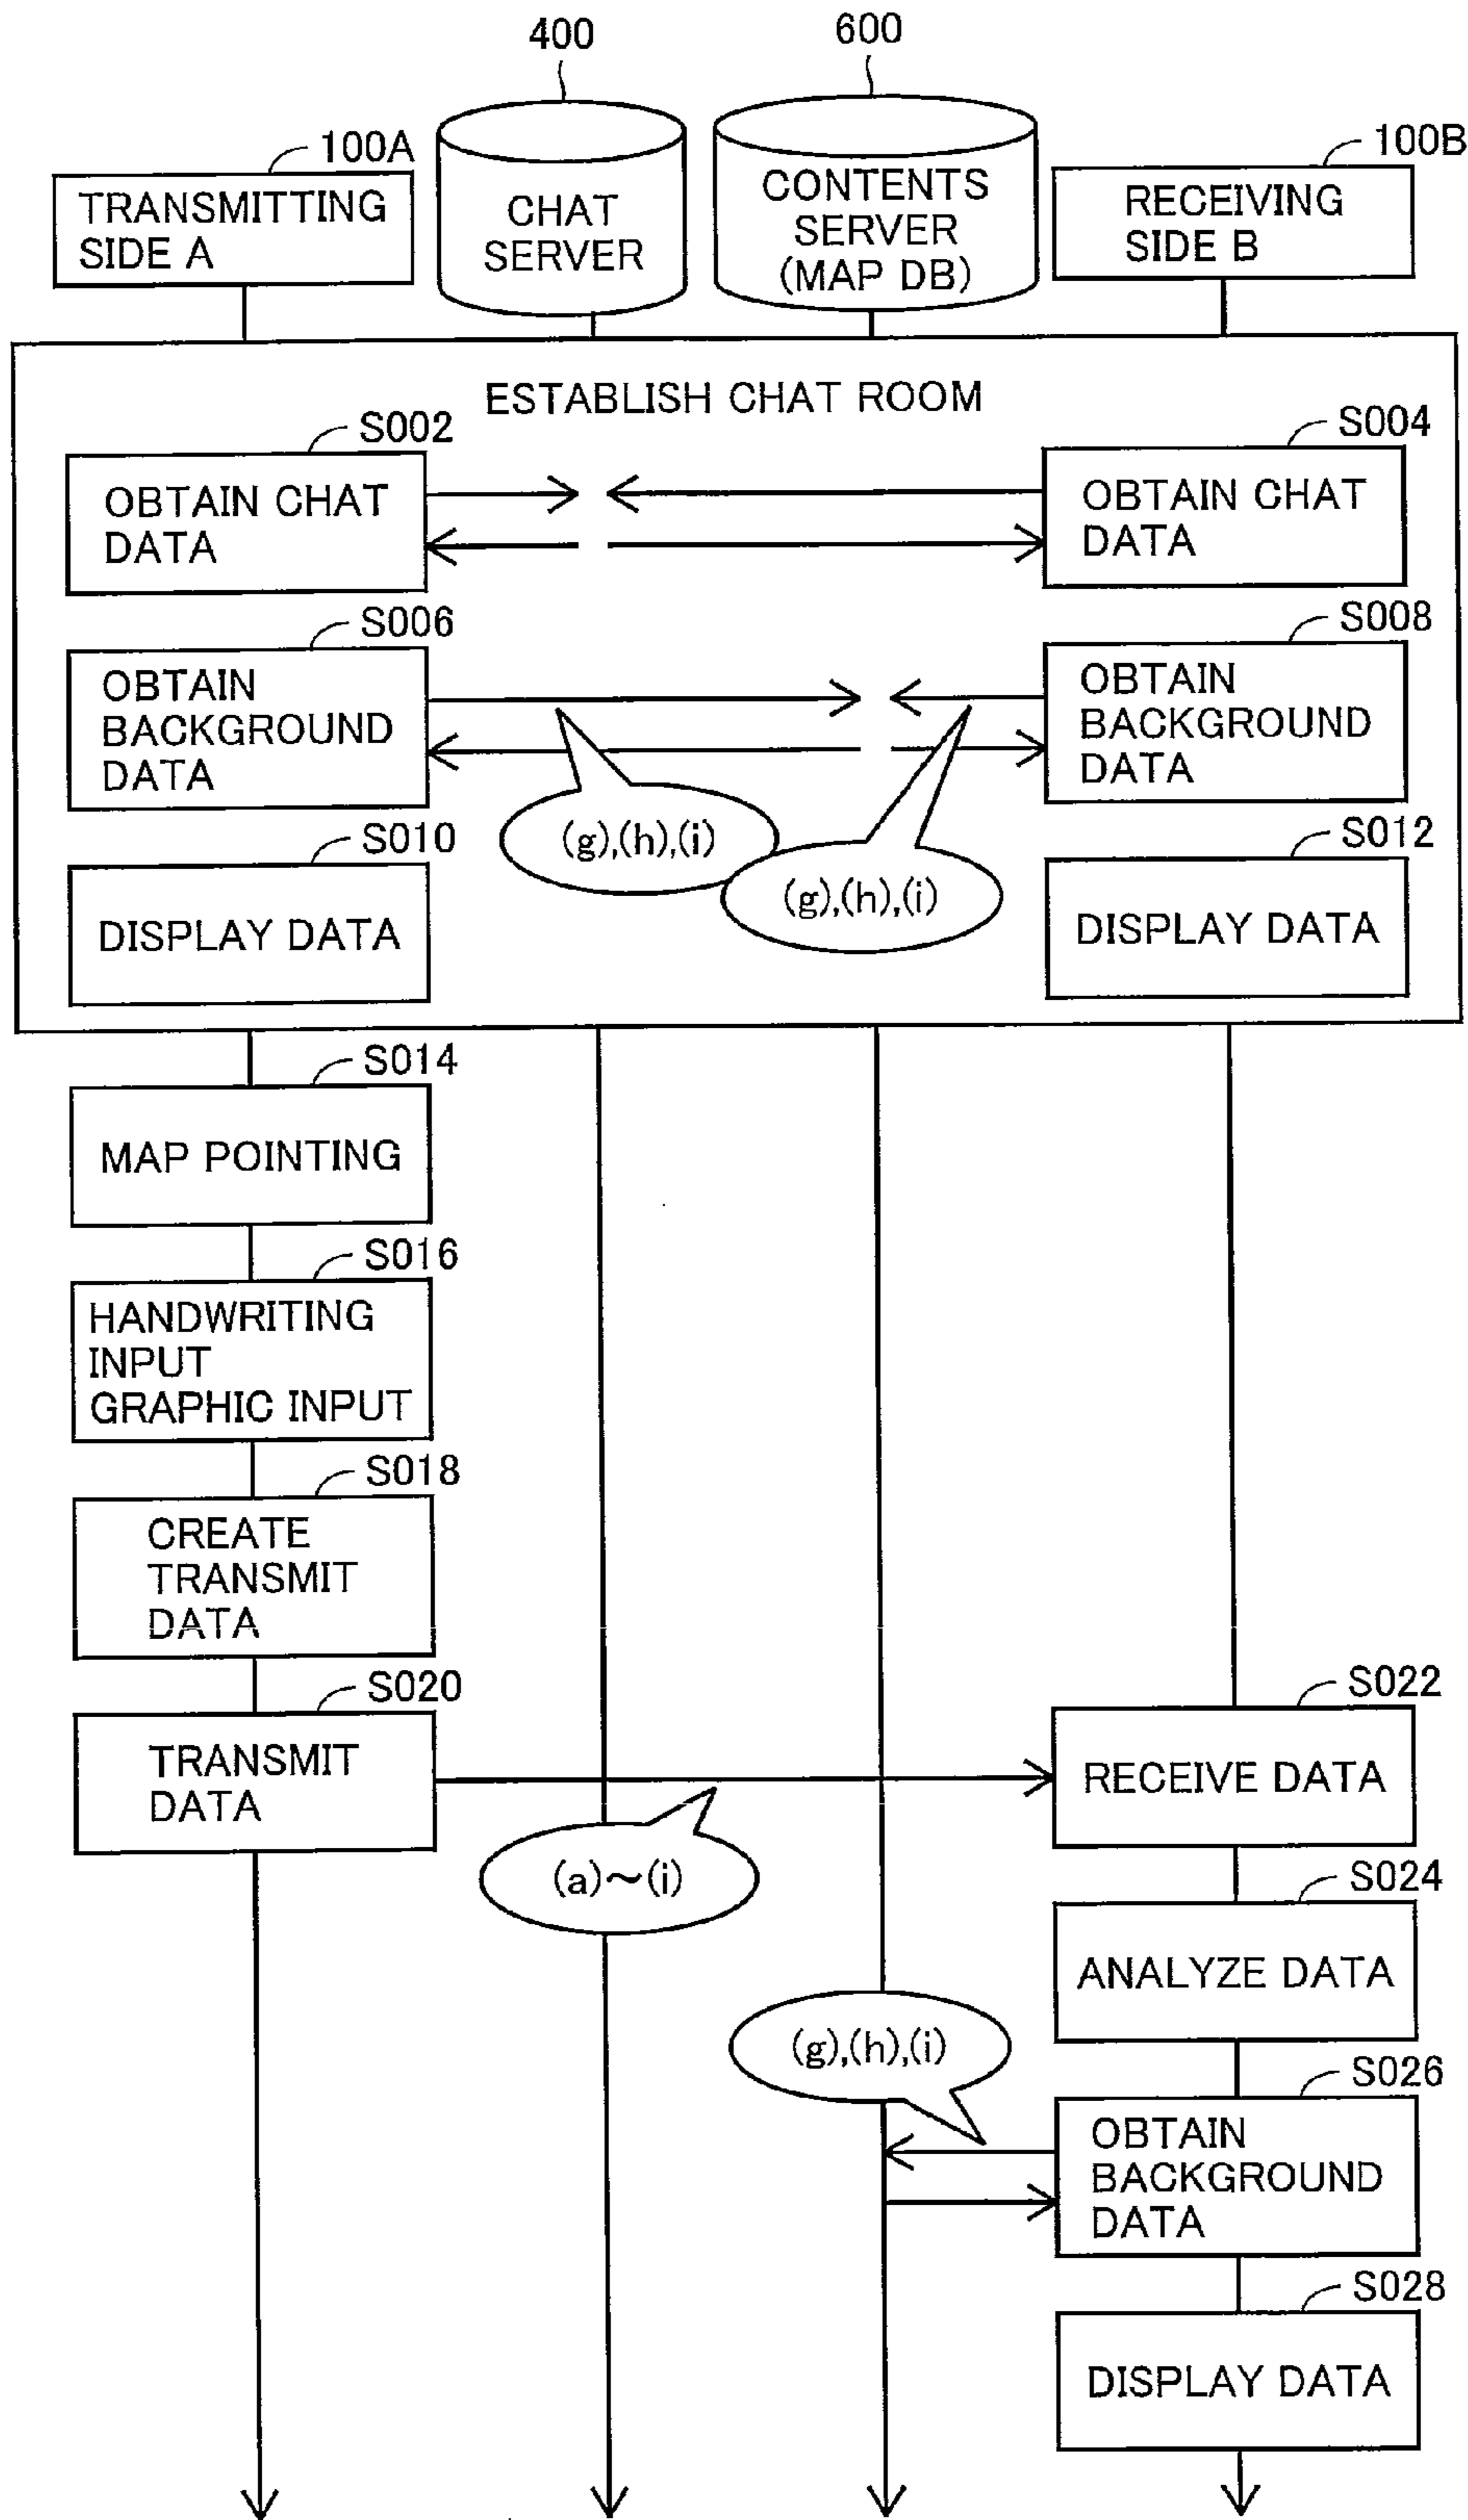 400
600
100A
100B
TRANSMITTING
SIDE A
CHAT
SERVER
CONTENTS
SERVER
(MAP DB)
RECEIVING
SIDE B
ESTABLISH CHAT ROOM
S002
OBTAIN CHAT
DATA
S004
OBTAIN CHAT
DATA
S006
OBTAIN
BACKGROUND
DATA
S008
OBTAIN
BACKGROUND
DATA
(g),(h),(i)
(g),(h),(i)
S010
DISPLAY DATA
S012
DISPLAY DATA
S014
MAP POINTING
S016
HANDWRITING
INPUT
GRAPHIC INPUT
S018
CREATE
TRANSMIT
DATA
S020
TRANSMIT
DATA
S022
RECEIVE DATA
(a)～(i)
S024
ANALYZE DATA
(g),(h),(i)
S026
OBTAIN
BACKGROUND
DATA
S028
DISPLAY DATA